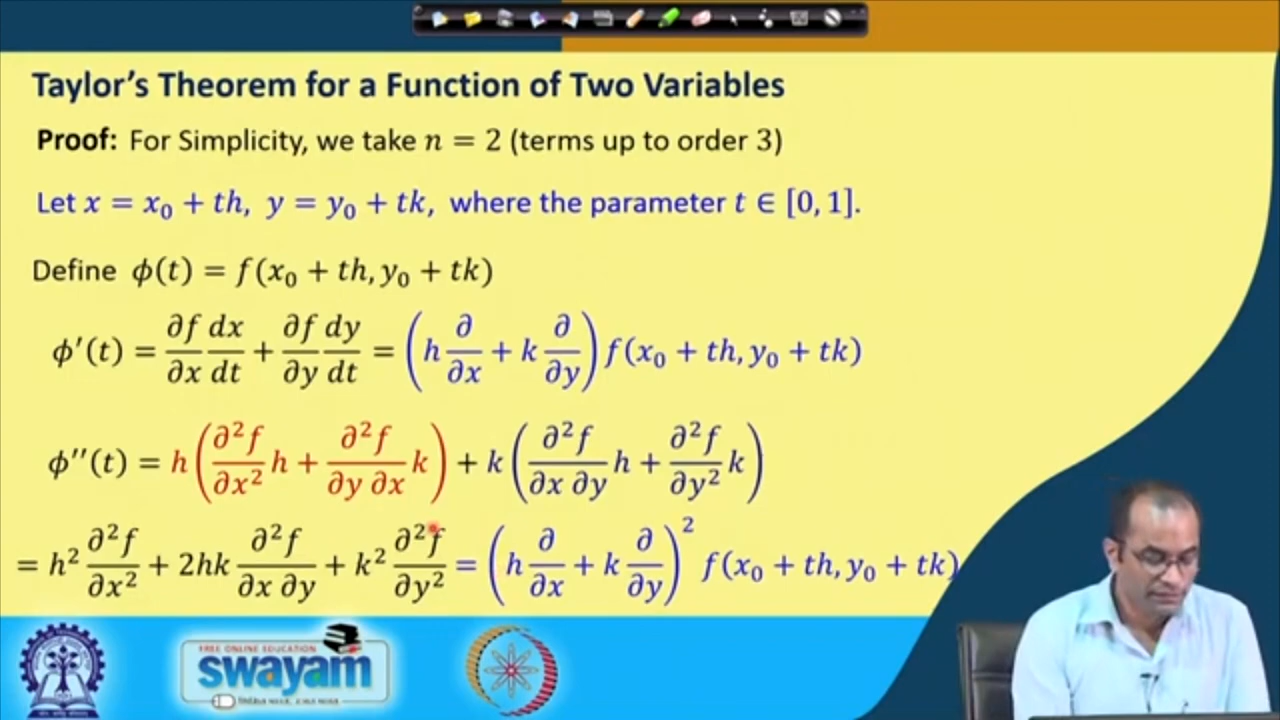 Taylor's Theorem for a Function of Two Variables
Proof: For Simplicity, we take n = 2 (terms up to order 3)
Let x = x₀ + th, y = y₀ + tk, where the parameter t ∈ [0, 1].
Define ϕ(t) = f(x₀ + th, y₀ + tk)
ϕ′(t) = ∂f/∂x dx/dt + ∂f/∂y dy/dt = (h ∂/∂x + k ∂/∂y) f(x₀ + th, y₀ + tk)
ϕ′′(t) = h(∂²f/∂x² h + ∂²f/∂y ∂x k) + k(∂²f/∂x ∂y h + ∂²f/∂y² k)
= h² ∂²f/∂x² + 2hk ∂²f/∂x ∂y + k² ∂²f/∂y² = (h ∂/∂x + k ∂/∂y)² f(x₀ + th, y₀ + tk)
FREE ONLINE EDUCATION
swayam